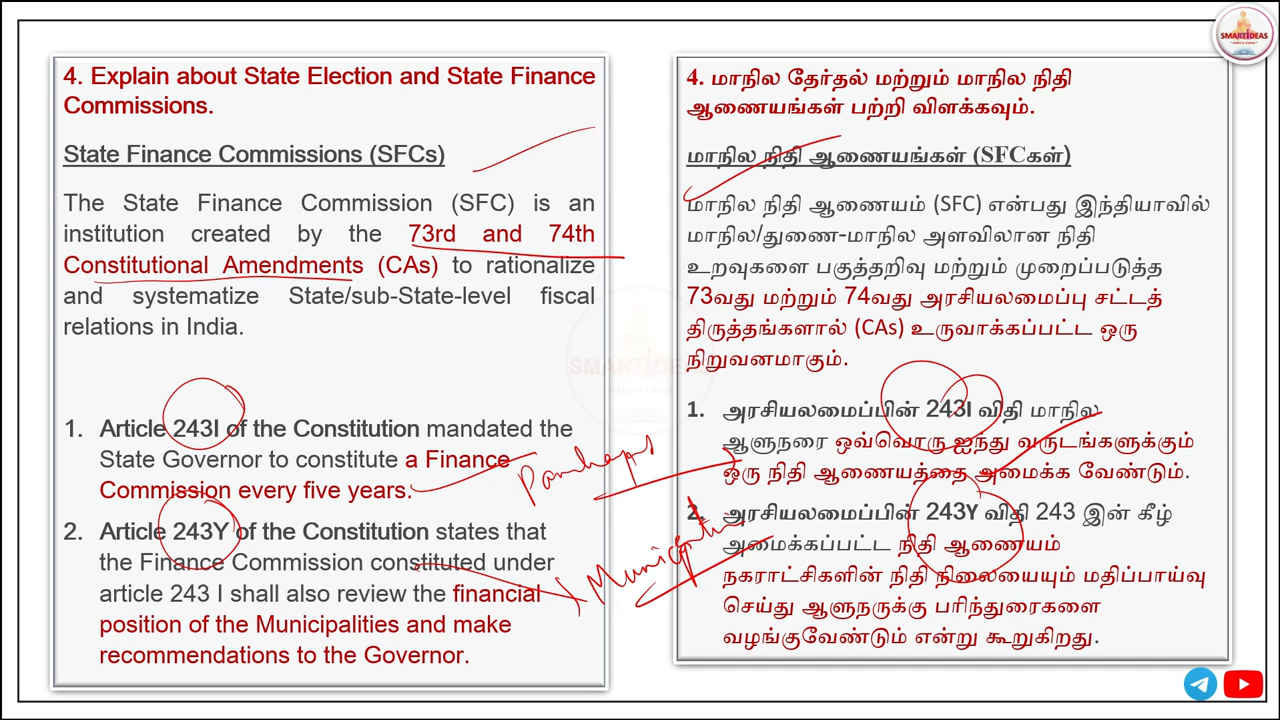 SMARTIDEAS
4. Explain about State Election and State Finance
Commissions.
State Finance Commissions (SFCs)
The State Finance Commission (SFC) is an
institution created by the 73rd and 74th
Constitutional Amendments (CAs) to rationalize
and systematize State/sub-State-level fiscal
relations in India.
1. Article 243I of the Constitution mandated the
State Governor to constitute a Finance
Commission every five years.
2. Article 243Y of the Constitution states that
the Finance Commission constituted under
article 243 I shall also review the financial
position of the Municipalities and make
recommendations to the Governor.
SMARTIDEAS
4. மாநில தேர்தல் மற்றும் மாநில நிதி
ஆணையங்கள் பற்றி விளக்கவும்.
மாநில நிதி ஆணையங்கள் (SFCகள்)
மாநில நிதி ஆணையம் (SFC) என்பது இந்தியாவில்
மாநில/துணை-மாநில அளவிலான நிதி
உறவுகளை பகுத்தறிவு மற்றும் முறைப்படுத்த
73வது மற்றும் 74வது அரசியலமைப்பு சட்டத்
திருத்தங்களால் (CAs) உருவாக்கப்பட்ட ஒரு
நிறுவனமாகும்.
1. அரசியலமைப்பின் 243I விதி மாநில
ஆளுநரை ஒவ்வொரு ஐந்து வருடங்களுக்கும்
ஒரு நிதி ஆணையத்தை அமைக்க வேண்டும்.
2. அரசியலமைப்பின் 243Y விதி 243 இன் கீழ்
அமைக்கப்பட்ட நிதி ஆணையம்
நகராட்சிகளின் நிதி நிலையையும் மதிப்பாய்வு
செய்து ஆளுநருக்கு பரிந்துரைகளை
வழங்குவேண்டும் என்று கூறுகிறது.